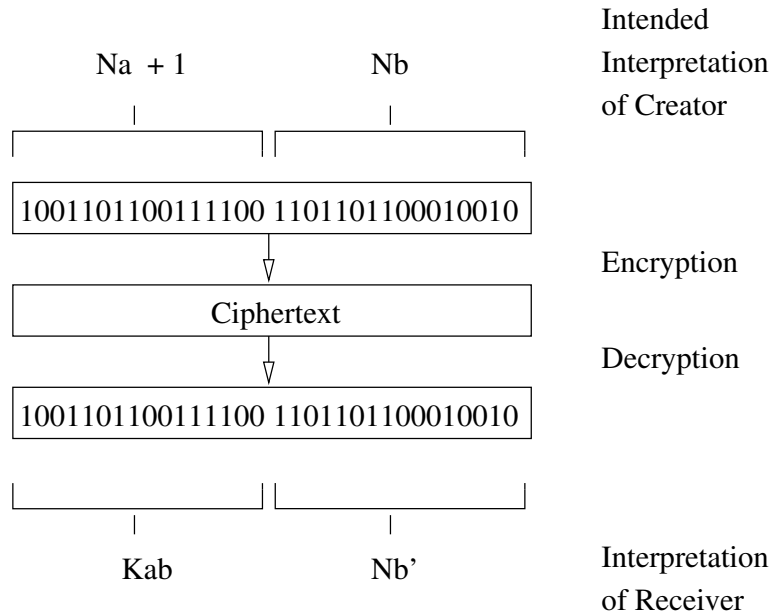 Intended
Na + 1 Nb Interpretation
of Creator
1001101100111100 1101101100010010
Encryption
Ciphertext
Decryption
1001101100111100 1101101100010010
Kab Nb’ Interpretation
of Receiver